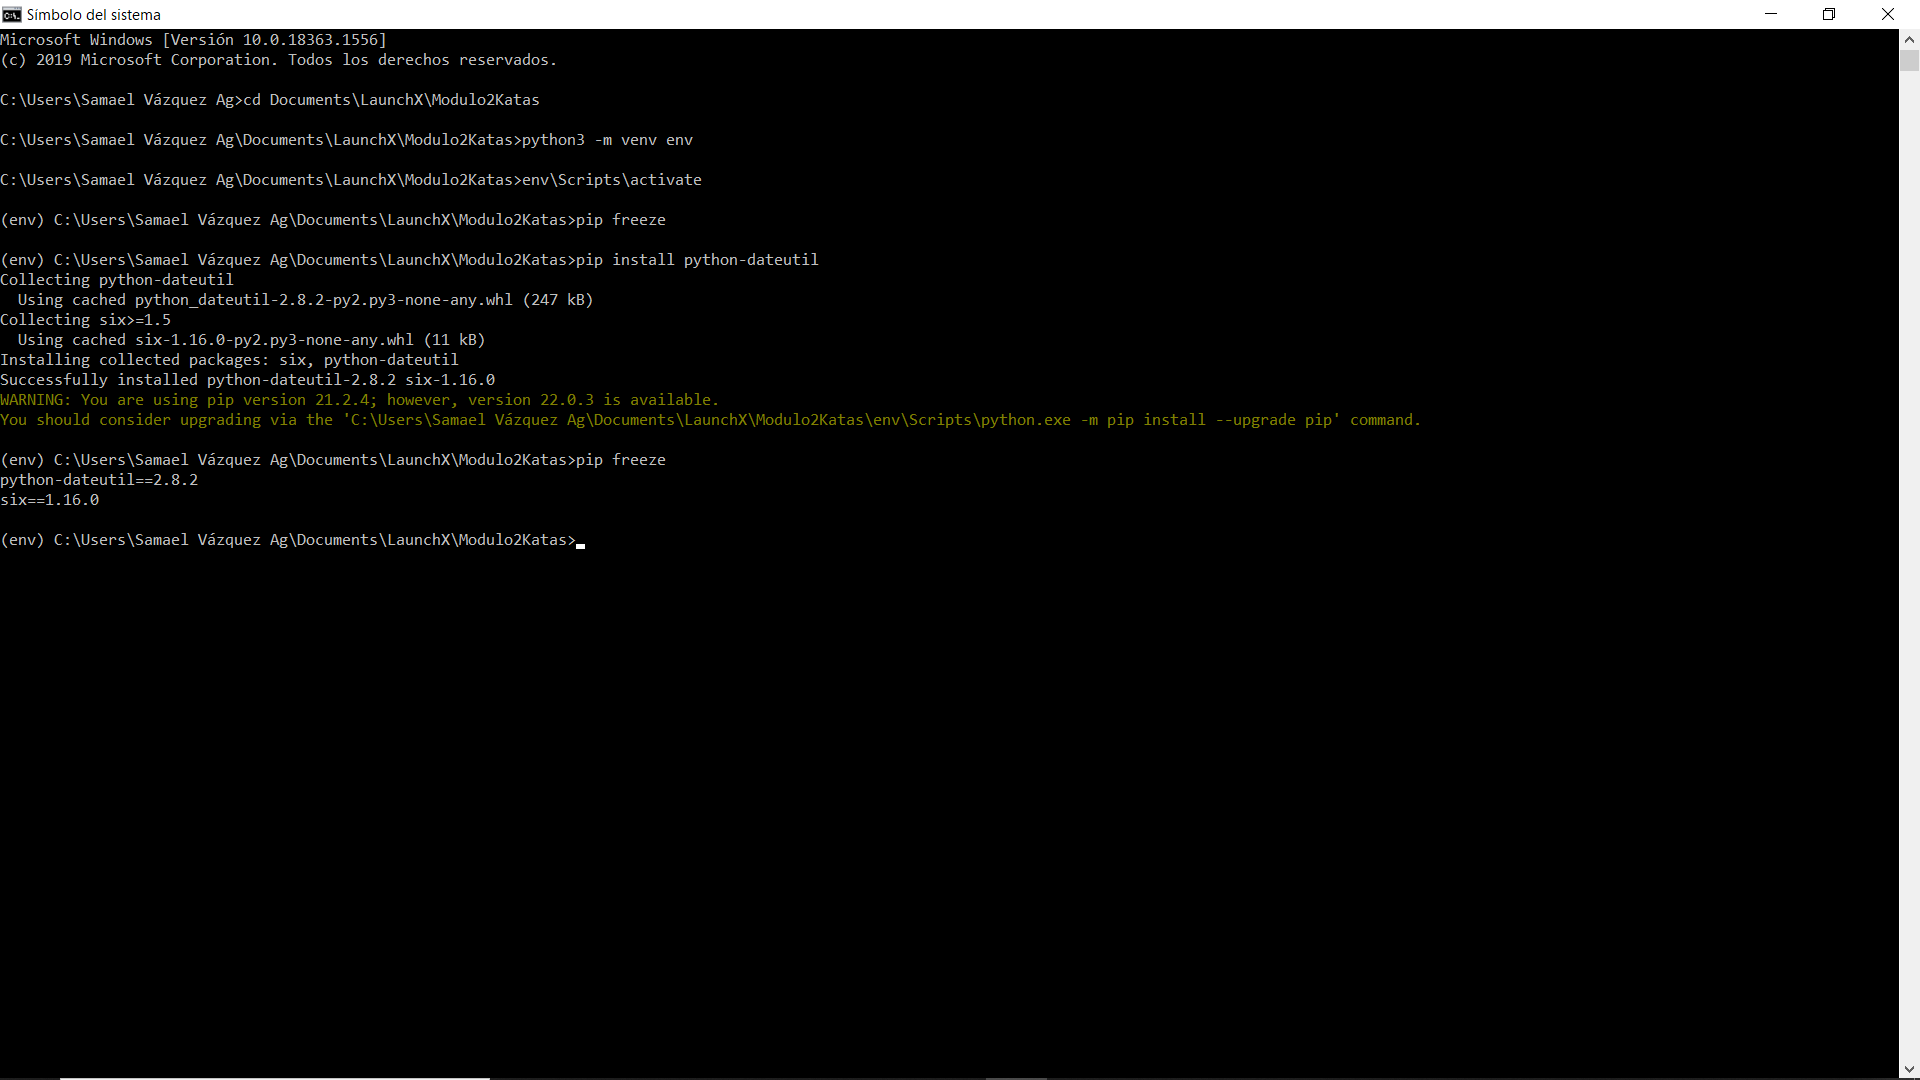 Símbolo del sistema
Microsoft Windows [Versión 10.0.18363.1556]
(c) 2019 Microsoft Corporation. Todos los derechos reservados.
C:\Users\Samael Vázquez Ag>cd Documents\LaunchX\Modulo2Katas
C:\Users\Samael Vázquez Ag\Documents\LaunchX\Modulo2Katas>python3 -m venv env
C:\Users\Samael Vázquez Ag\Documents\LaunchX\Modulo2Katas>env\Scripts\activate
(env) C:\Users\Samael Vázquez Ag\Documents\LaunchX\Modulo2Katas>pip freeze
(env) C:\Users\Samael Vázquez Ag\Documents\LaunchX\Modulo2Katas>pip install python-dateutil
Collecting python-dateutil
  Using cached python_dateutil-2.8.2-py2.py3-none-any.whl (247 kB)
Collecting six>=1.5
  Using cached six-1.16.0-py2.py3-none-any.whl (11 kB)
Installing collected packages: six, python-dateutil
Successfully installed python-dateutil-2.8.2 six-1.16.0
WARNING: You are using pip version 21.2.4; however, version 22.0.3 is available.
You should consider upgrading via the 'C:\Users\Samael Vázquez Ag\Documents\LaunchX\Modulo2Katas\env\Scripts\python.exe -m pip install --upgrade pip' command.
(env) C:\Users\Samael Vázquez Ag\Documents\LaunchX\Modulo2Katas>pip freeze
python-dateutil==2.8.2
six==1.16.0
(env) C:\Users\Samael Vázquez Ag\Documents\LaunchX\Modulo2Katas>